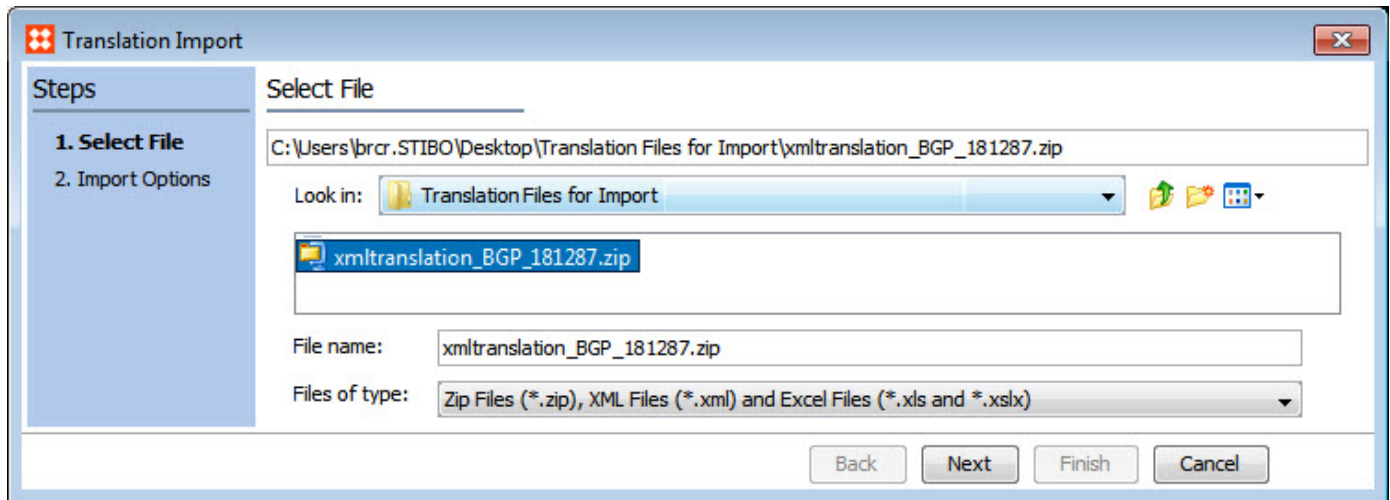 Translation Import
Steps
1. Select File
2. Import Options
Select File
C:\Users\brcr.STIBO\Desktop\Translation Files for Import\xmltranslation_BGP_181287.zip
Look in: Translation Files for Import
xmltranslation_BGP_181287.zip
File name: xmltranslation_BGP_181287.zip
Files of type: Zip Files (*.zip), XML Files (*.xml) and Excel Files (*.xls and *.xslx)
Back Next Finish Cancel